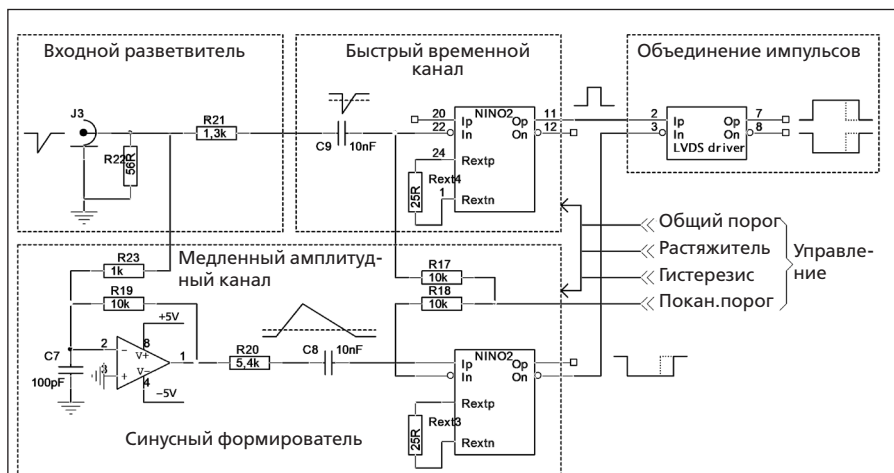 Входной разветвитель
Быстрый временной
канал
Объединение импульсов
J3
R22
56R
R21
1,3k
C9
10nF
20
22
24
1
Ip
In
Rextp
Rextn
NINO2
Op
On
11
12
Rext4
25R
2
3
Ip
In
Op
On
LVDS driver
7
8
Общий порог
Растяжитель
Гистерезис
Покан.порог
Управле-
ние
R23
1k
Медленный амплитуд-
ный канал
R19
10k
R17
10k
R18
10k
+5V
C7
100pF
2
3
8
V+
V−
4
1
−5V
R20
5,4k
C8
10nF
NINO2
Ip
In
Op
On
Rextp
Rextn
Rext3
25R
Синусный формирователь